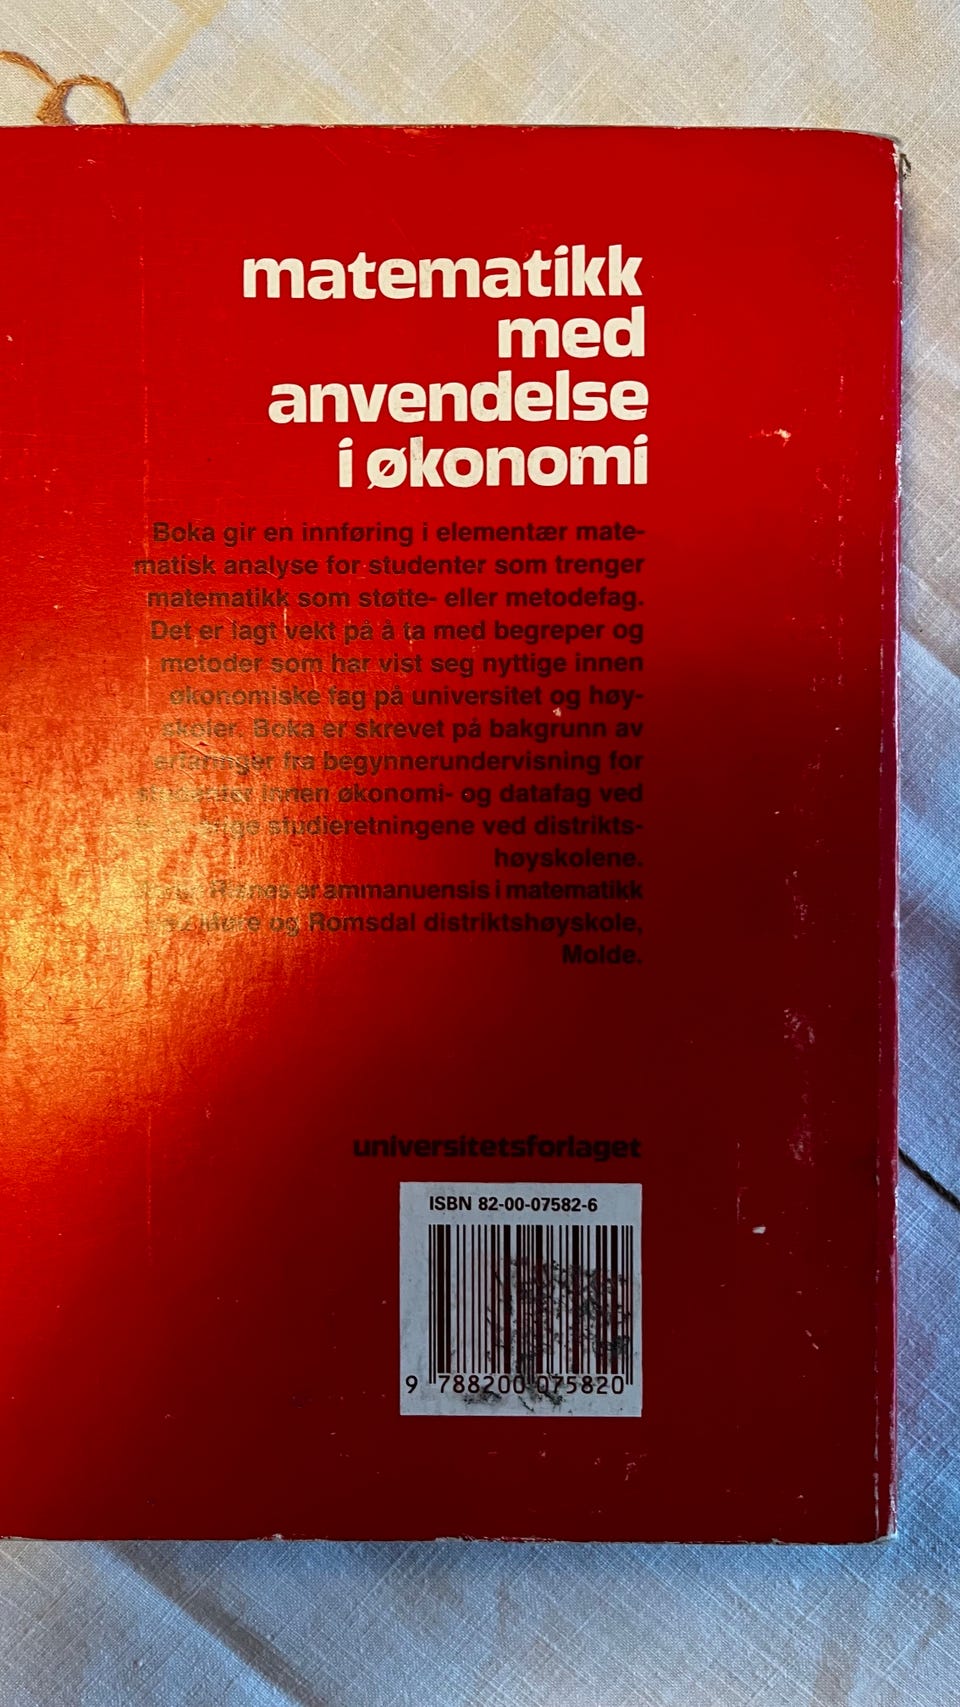 matematikk
med
anvendelse
i økonomi
Boka gir en innføring i elementær mate-
matisk analyse for studenter som trenger
matematikk som støtte- eller metodefag.
Det er lagt vekt på å ta med begreper og
metoder som har vist seg nyttige innen
økonomiske fag på universitet og høy-
skoler. Boka er skrevet på bakgrunn av
erfaringer fra begynnerundervisning for
studenter innen økonomi- og datafag ved
studieretningene ved distrikts-
høyskolene.
er ammanuensis i matematikk
Møre og Romsdal distriktshøyskole,
Molde.
universitetsforlaget
ISBN 82-00-07582-6
9 788200 075820